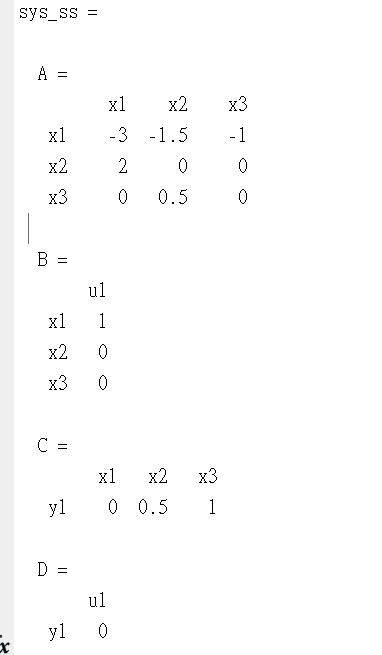 sys_ss =
A =
x1 x2 x3
x1 -3 -1.5 -1
x2 2 0 0
x3 0 0.5 0
B =
u1
x1 1
x2 0
x3 0
C =
x1 x2 x3
y1 0 0.5 1
D =
u1
y1 0